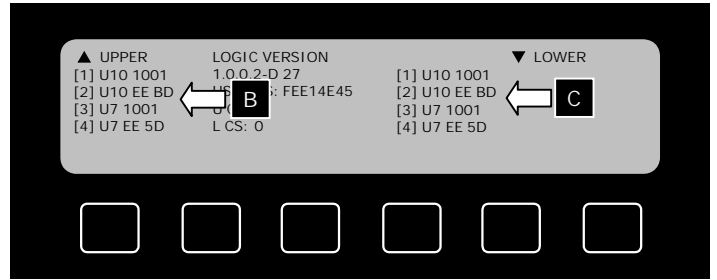 ▲ UPPER
[1] U10 1001
[2] U10 EE BD
[3] U7 1001
[4] U7 EE 5D
LOGIC VERSION
1.0.0.2-D 27
FEE14E45
L CS: 0
B
▼ LOWER
[1] U10 1001
[2] U10 EE BD
[3] U7 1001
[4] U7 EE 5D
C